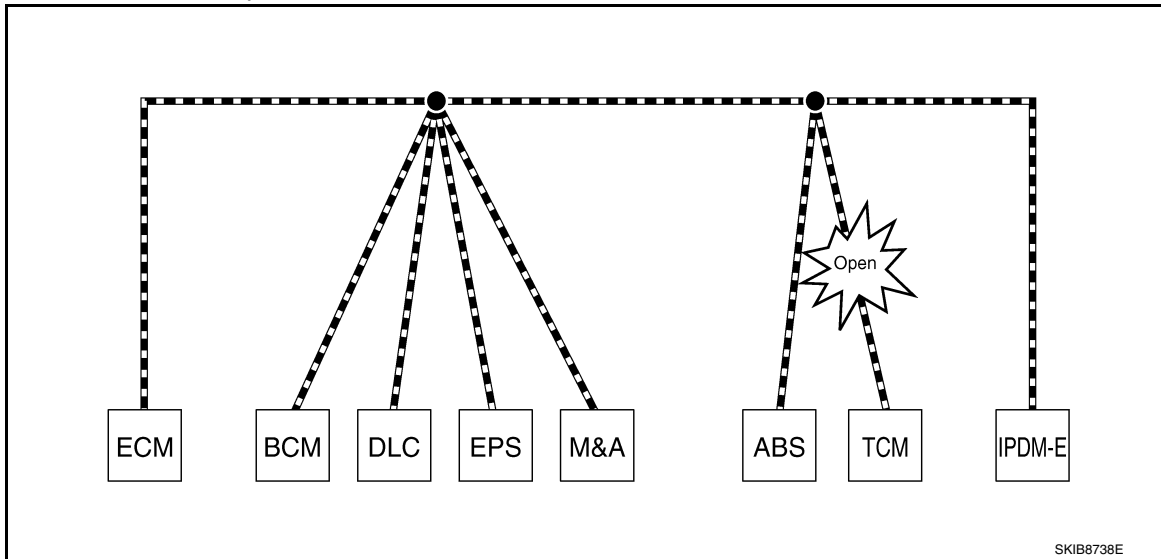 Open
ECM
BCM
DLC
EPS
M&A
ABS
TCM
IPDM-E
SKIB8738E